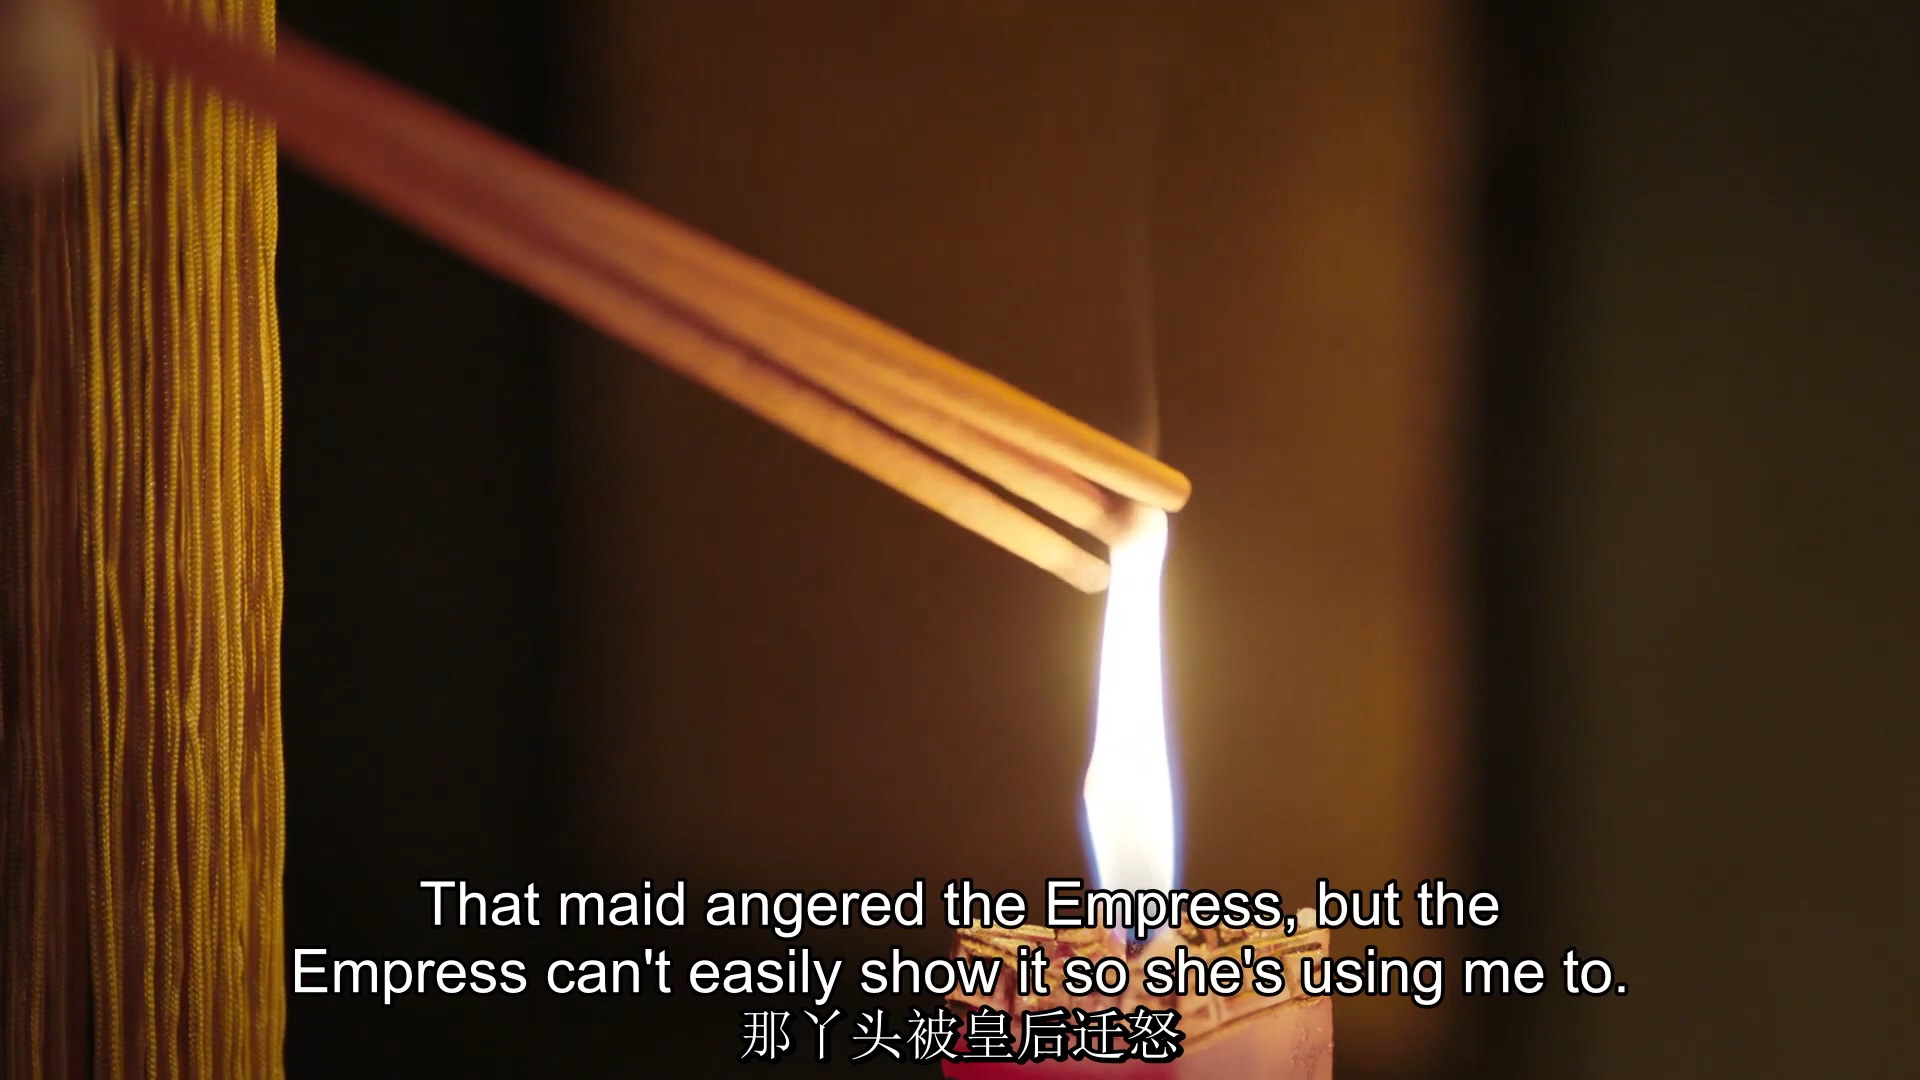 That maid angered the Empress, but the
Empress can't easily show it so she's using me to.
那丫头被皇后迁怒